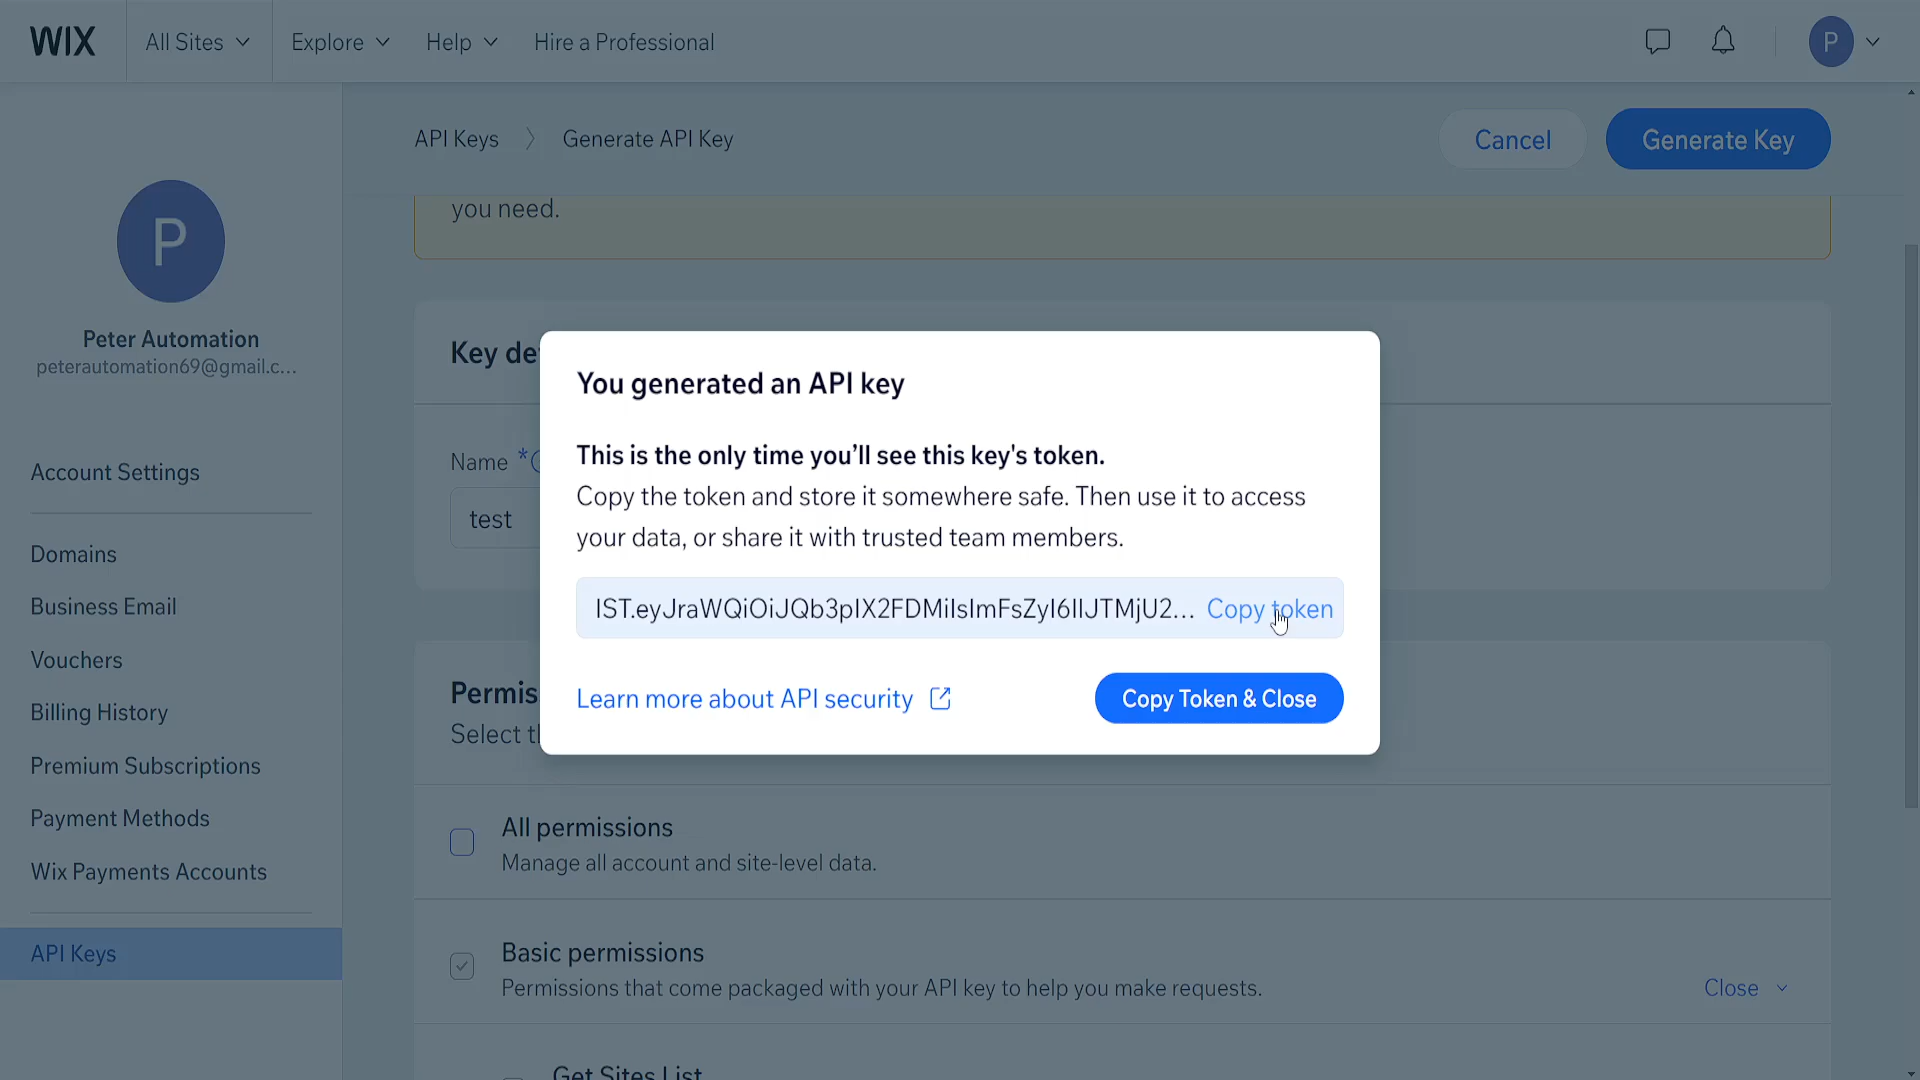 WIX
All Sites
Explore
Help
Hire a Professional
P
API Keys
Generate API Key
Cancel
Generate Key
P
Peter Automation
peterautomation69@gmail.c...
Account Settings
Domains
Business Email
Vouchers
Billing History
Premium Subscriptions
Payment Methods
Wix Payments Accounts
API Keys
you need.
Key de
Name *
test
You generated an API key
This is the only time you'll see this key's token.
Copy the token and store it somewhere safe. Then use it to access
your data, or share it with trusted team members.
IST.eyJraWQiOiJQb3pIX2FDMiIsImFsZyI6IlJTMjU2... Copy token
Learn more about API security
Copy Token & Close
Permis
Select t
All permissions
Manage all account and site-level data.
Basic permissions
Permissions that come packaged with your API key to help you make requests.
Close
Get Sites List